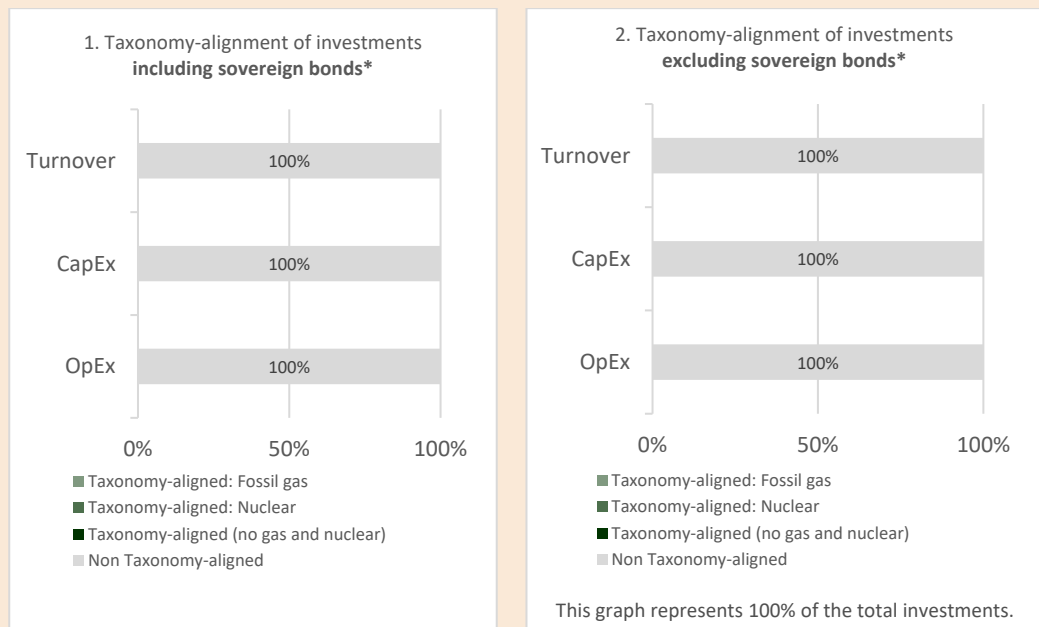 1. Taxonomy-alignment of investments
including sovereign bonds*
Turnover
100%
CapEx
100%
OpEx
100%
0%
50%
100%
Taxonomy-aligned: Fossil gas
Taxonomy-aligned: Nuclear
Taxonomy-aligned (no gas and nuclear)
Non Taxonomy-aligned
2. Taxonomy-alignment of investments
excluding sovereign bonds*
Turnover
100%
CapEx
100%
OpEx
100%
0%
50%
100%
Taxonomy-aligned: Fossil gas
Taxonomy-aligned: Nuclear
Taxonomy-aligned (no gas and nuclear)
Non Taxonomy-aligned
This graph represents 100% of the total investments.